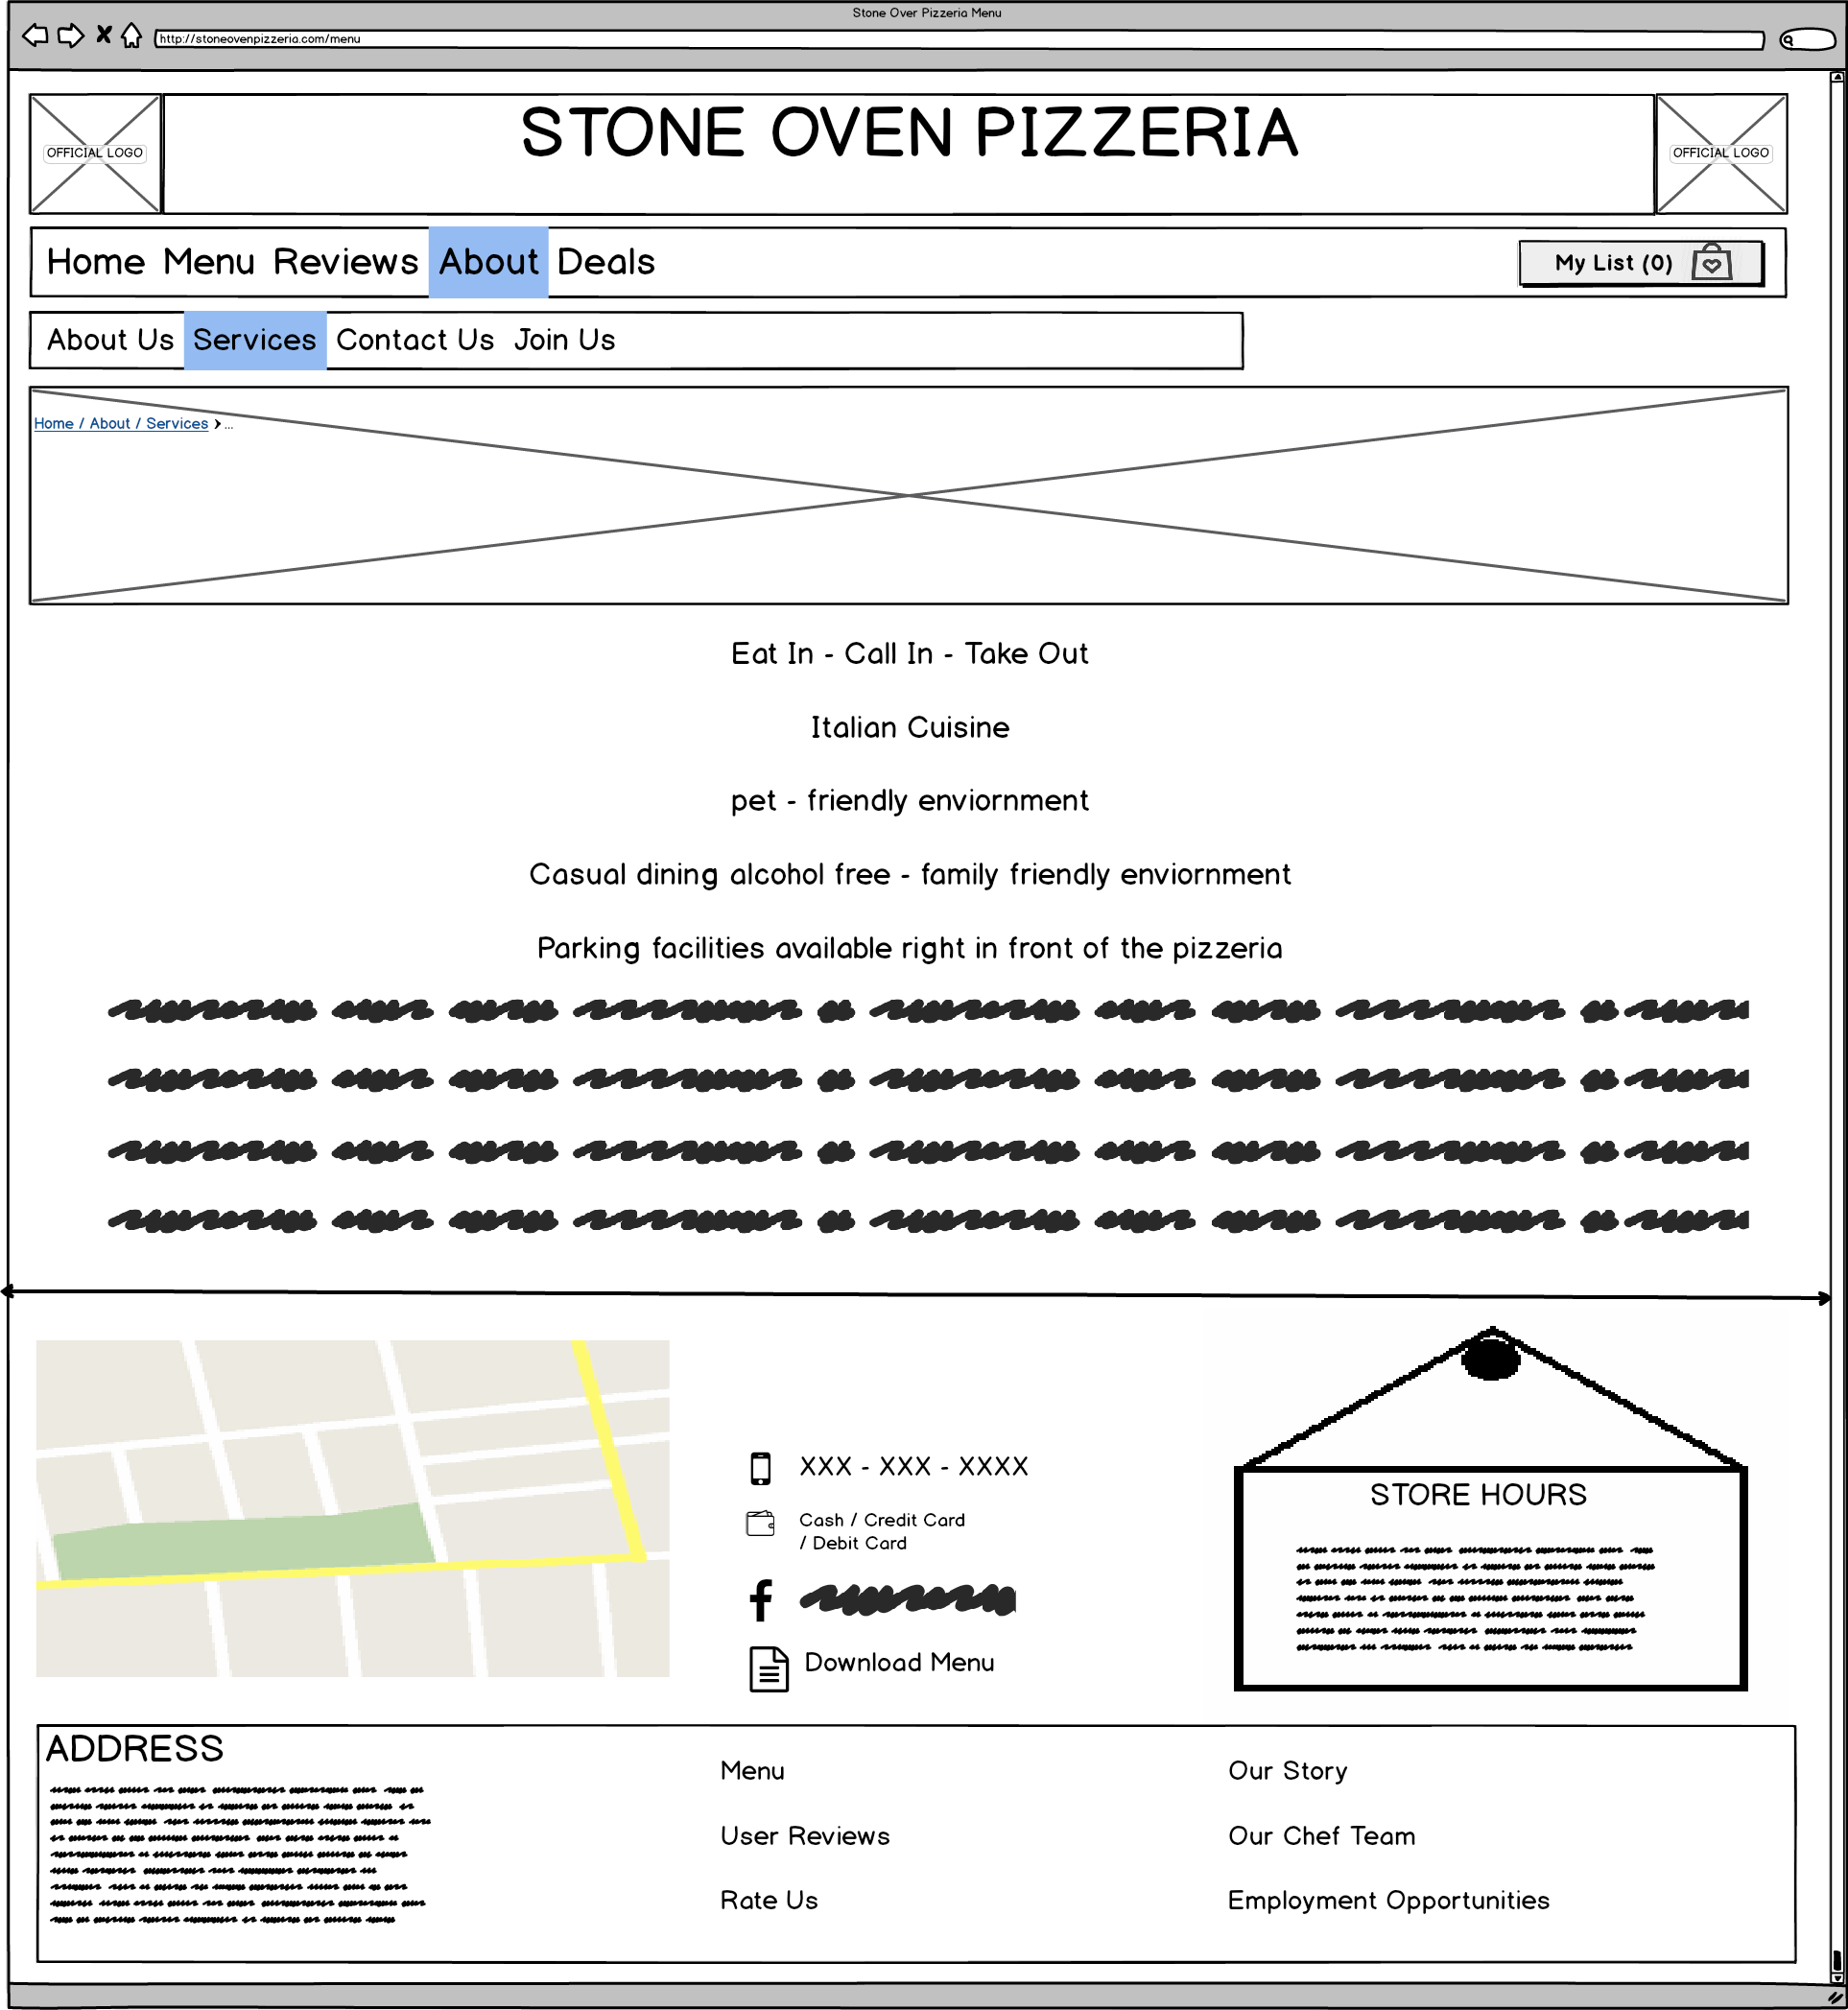 Stone Over Pizzeria Menu
http://stoneovenpizzeria.com/menu
OFFICIAL LOGO
STONE OVEN PIZZERIA
OFFICIAL LOGO
Home Menu Reviews About Deals
My List (0)
About Us Services Contact Us Join Us
Home / About / Services › ...
Eat In - Call In - Take Out
Italian Cuisine
pet - friendly enviornment
Casual dining alcohol free - family friendly enviornment
Parking facilities available right in front of the pizzeria
XXX - XXX - XXXX
Cash / Credit Card
/ Debit Card
Download Menu
STORE HOURS
ADDRESS
Menu
User Reviews
Rate Us
Our Story
Our Chef Team
Employment Opportunities